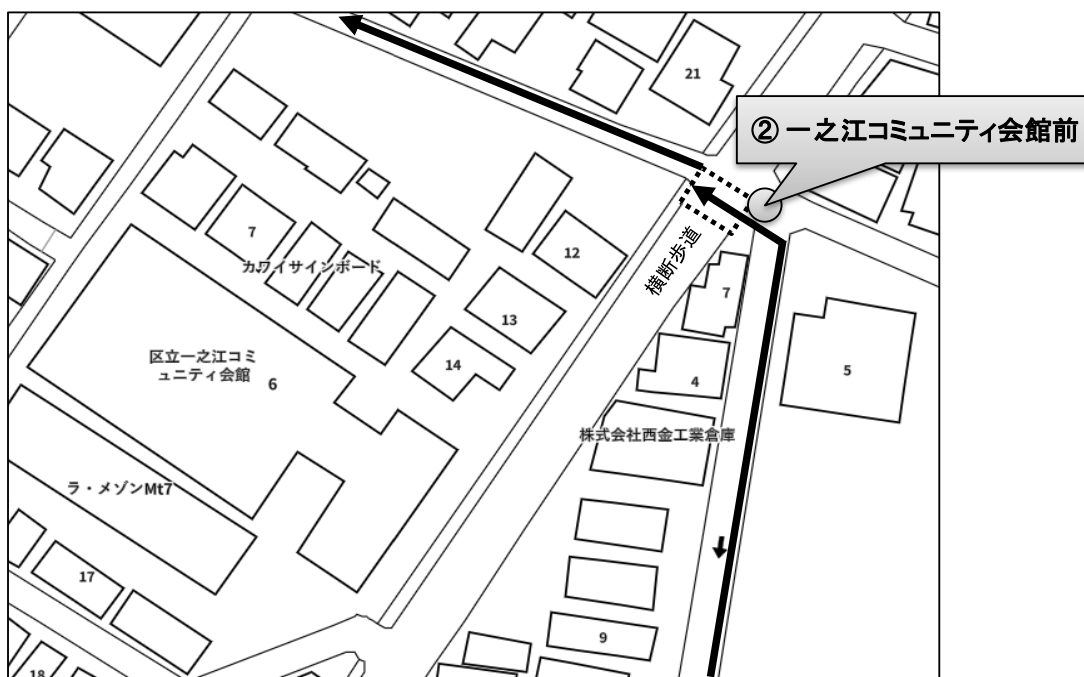 21
② 一之江コミュニティ会館前
7
カワイサインボード
12
横断歩道
7
13
区立一之江コミ
ュニティ会館
6
14
4
5
株式会社西金工業倉庫
ラ・メゾンMt7
17
9
18